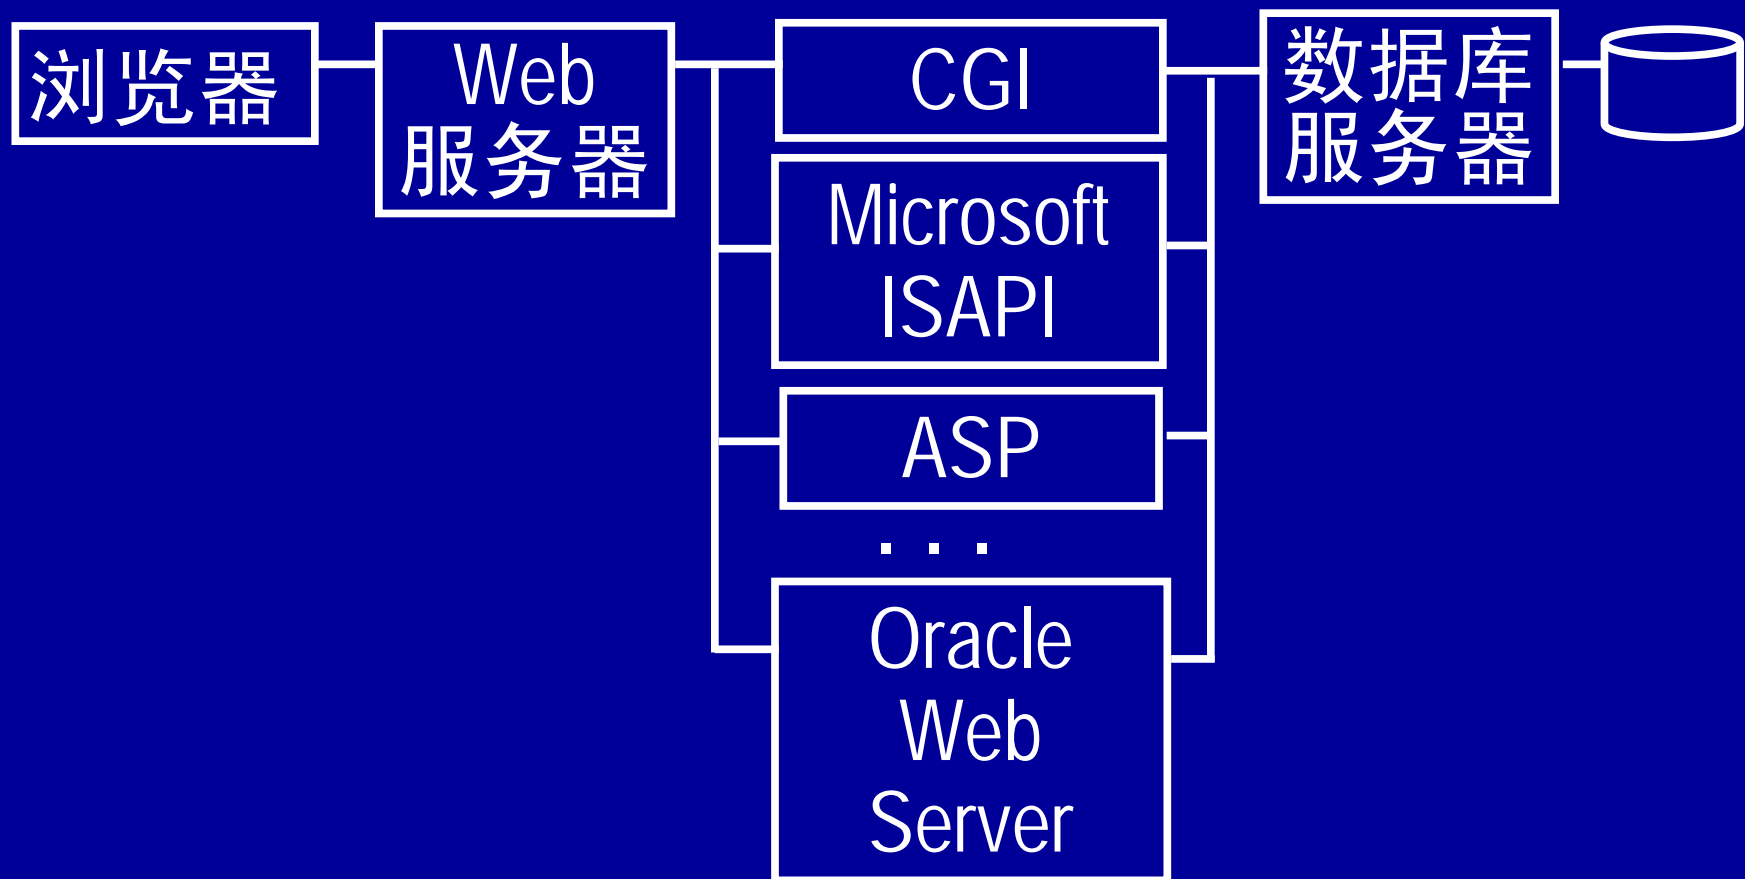 浏览器
Web
服务器
CGI
Microsoft
ISAPI
ASP
. . .
Oracle
Web
Server
数据库
服务器